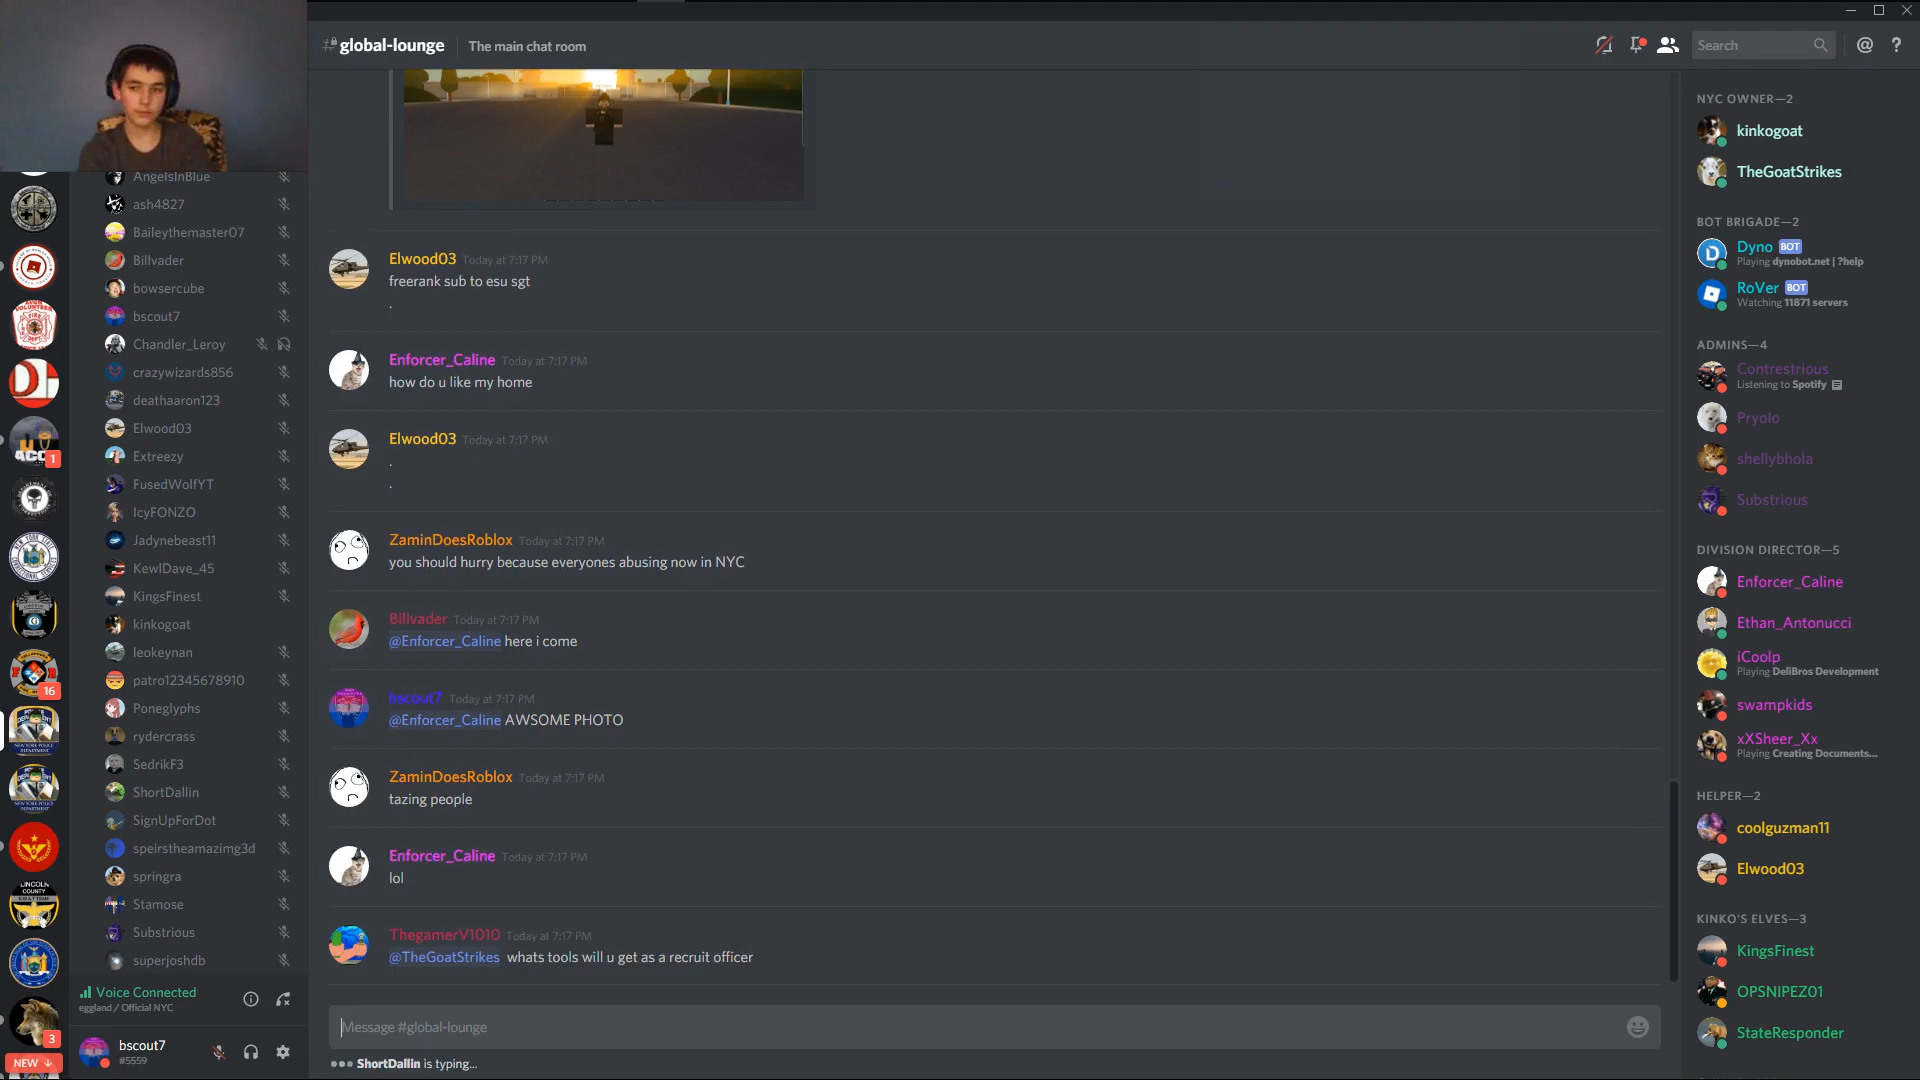 global-lounge
The main chat room
Search
AngelsInBlue
ash4827
Baileythemaster07
Billvader
bowsercube
bscout7
Chandler_Leroy
crazywizards856
deathaaron123
Elwood03
Extreezy
FusedWolfYT
IcyFONZO
Jadynebeast11
KewlDave_45
KingsFinest
kinkogoat
leokeynan
patro12345678910
Poneglyphs
rydercrass
SedrikF3
ShortDallin
SignUpForDot
speirstheamazimg3d
springra
Stamose
Substrious
superjoshdb
Voice Connected
eggland / Official NYC
bscout7
#5559
1
16
3
NEW
Elwood03 Today at 7:17 PM
freerank sub to esu sgt
.
Enforcer_Caline Today at 7:17 PM
how do u like my home
Elwood03 Today at 7:17 PM
.
.
ZaminDoesRoblox Today at 7:17 PM
you should hurry because everyones abusing now in NYC
Billvader Today at 7:17 PM
@Enforcer_Caline here i come
bscout7 Today at 7:17 PM
@Enforcer_Caline AWSOME PHOTO
ZaminDoesRoblox Today at 7:17 PM
tazing people
Enforcer_Caline Today at 7:17 PM
lol
ThegamerV1010 Today at 7:17 PM
@TheGoatStrikes whats tools will u get as a recruit officer
Message #global-lounge
ShortDallin is typing...
NYC OWNER—2
kinkogoat
TheGoatStrikes
BOT BRIGADE—2
Dyno BOT
Playing dynobot.net | ?help
RoVer BOT
Watching 11871 servers
ADMINS—4
Contrestrious
Listening to Spotify
Pryolo
shellybhola
Substrious
DIVISION DIRECTOR—5
Enforcer_Caline
Ethan_Antonucci
iCoolp
Playing DeliBros Development
swampkids
xXSheer_Xx
Playing Creating Documents...
HELPER—2
coolguzman11
Elwood03
KINKO'S ELVES—3
KingsFinest
OPSNIPEZ01
StateResponder